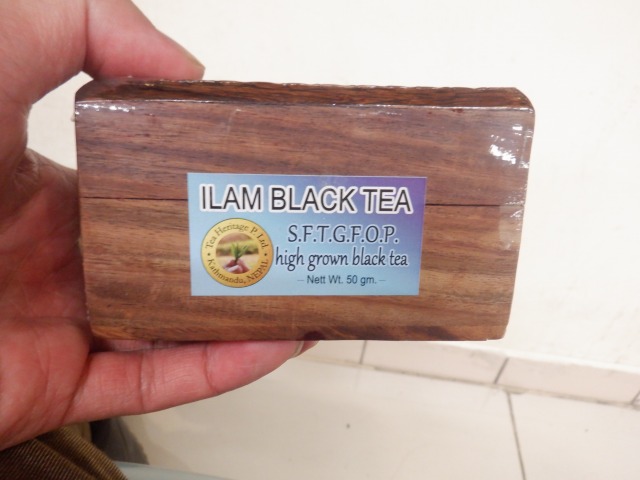 ILAM BLACK TEA
S.F.T.G.F.O.P.
high grown black tea
– Nett Wt. 50 gm. –
Tea Heritage P. Ltd
Kathmandu, NEPAL